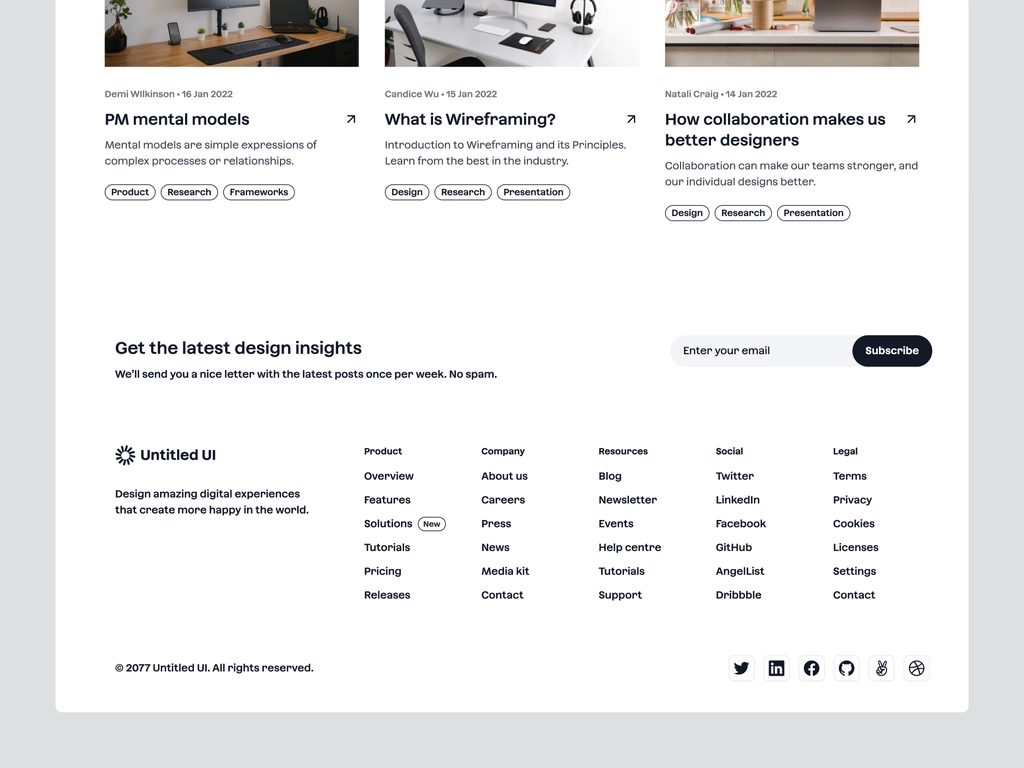 Demi WIlkinson • 16 Jan 2022
PM mental models
Mental models are simple expressions of
complex processes or relationships.
Product Research Frameworks
Candice Wu • 15 Jan 2022
What is Wireframing?
Introduction to Wireframing and its Principles.
Learn from the best in the industry.
Design Research Presentation
Natali Craig • 14 Jan 2022
How collaboration makes us
better designers
Collaboration can make our teams stronger, and
our individual designs better.
Design Research Presentation
Get the latest design insights
We'll send you a nice letter with the latest posts once per week. No spam.
Enter your email
Subscribe
Untitled UI
Design amazing digital experiences
that create more happy in the world.
Product
Overview
Features
Solutions New
Tutorials
Pricing
Releases
Company
About us
Careers
Press
News
Media kit
Contact
Resources
Blog
Newsletter
Events
Help centre
Tutorials
Support
Social
Twitter
LinkedIn
Facebook
GitHub
AngelList
Dribbble
Legal
Terms
Privacy
Cookies
Licenses
Settings
Contact
© 2077 Untitled UI. All rights reserved.